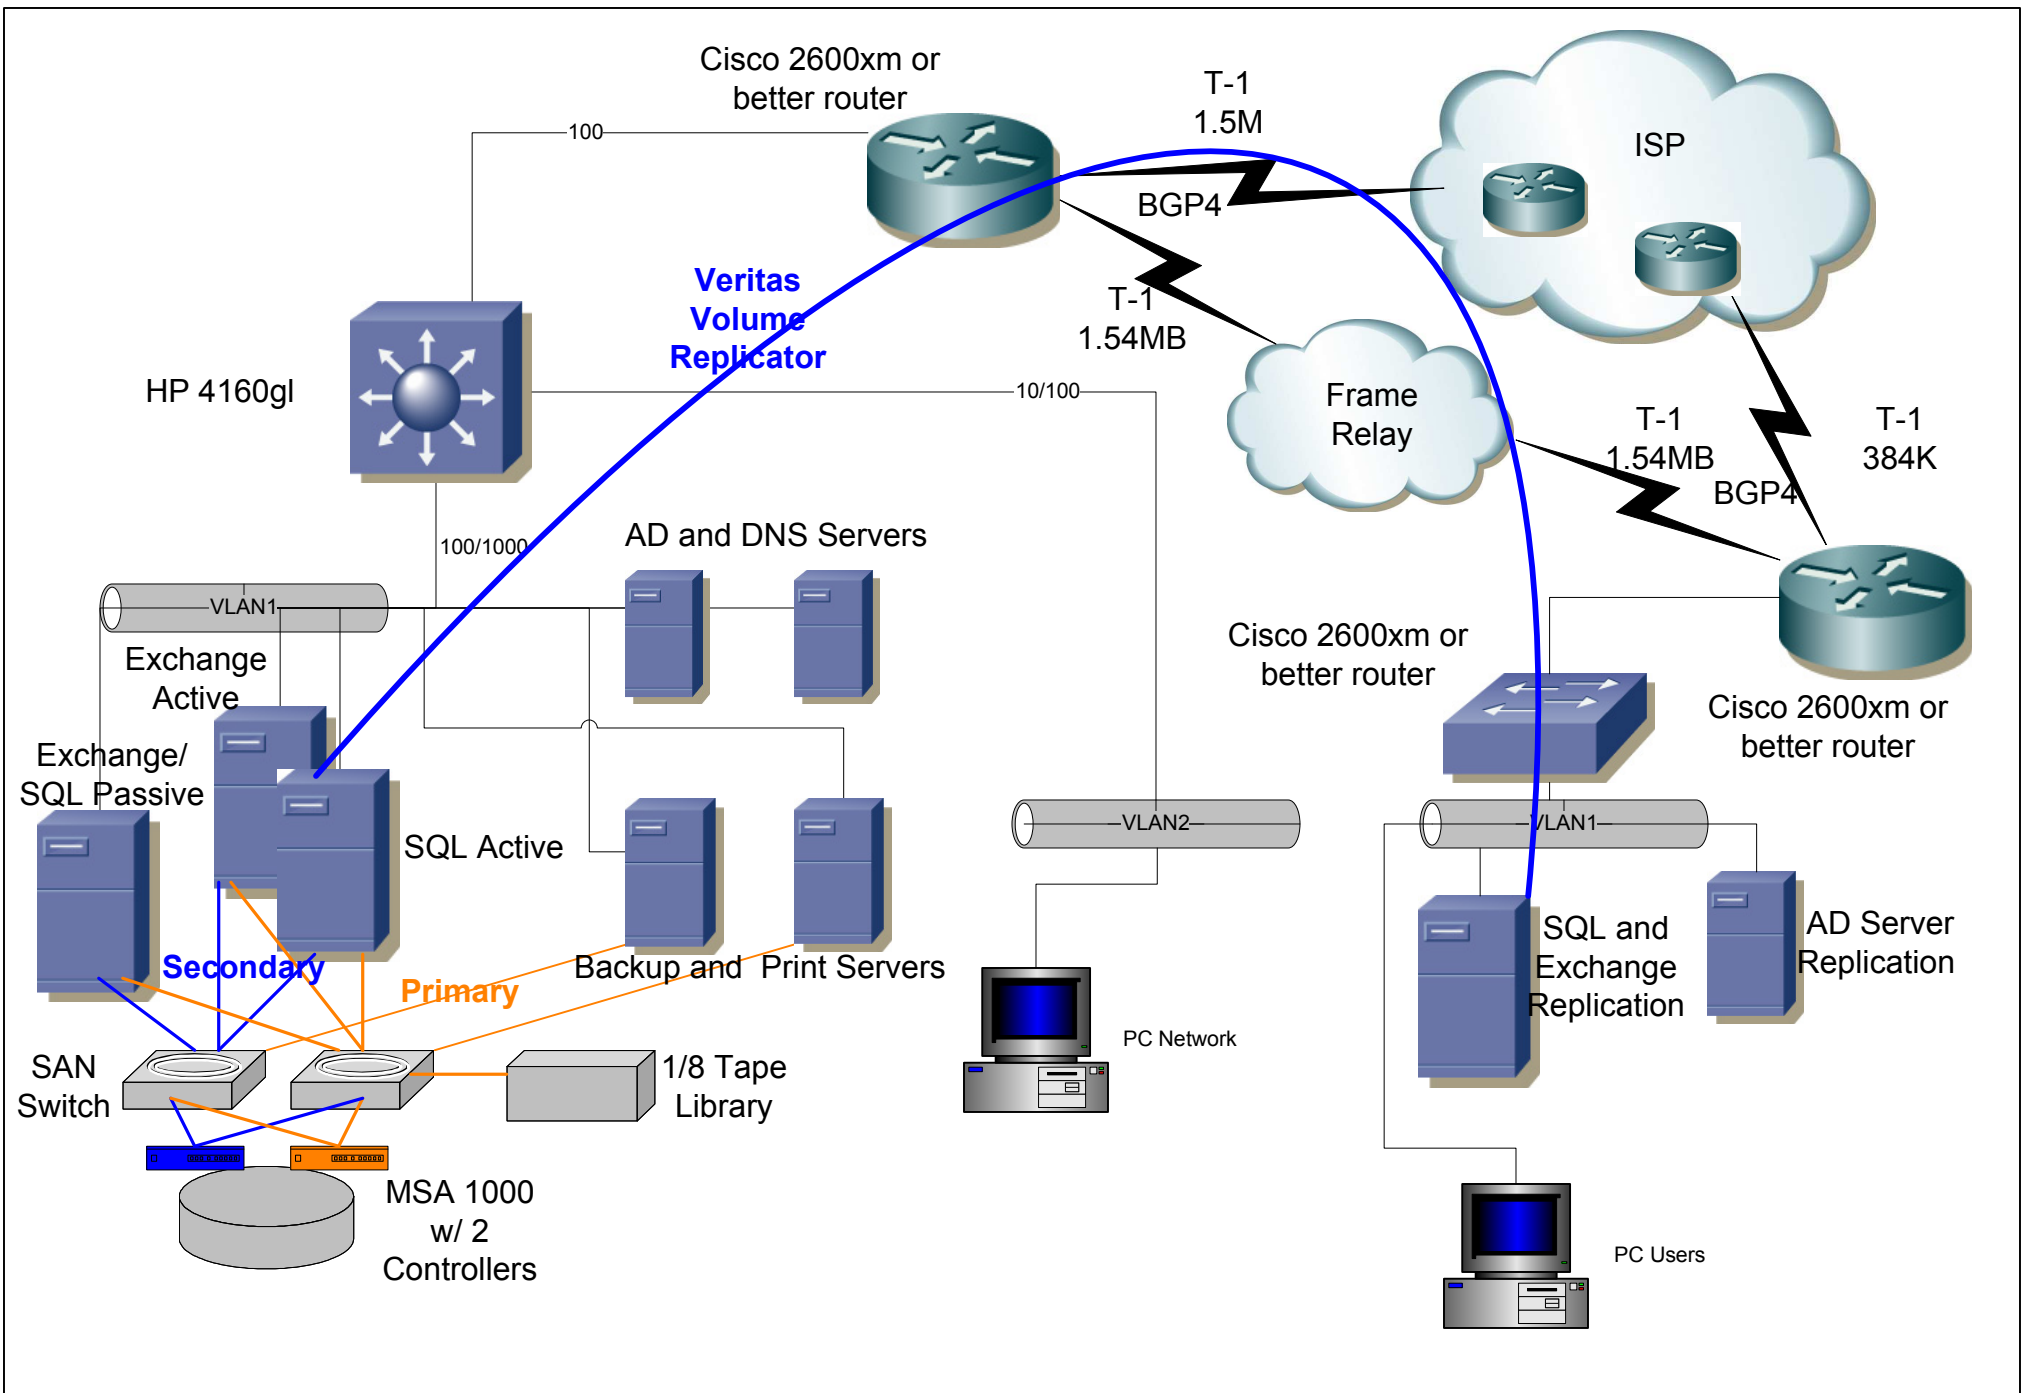 Cisco 2600xm or
better router
T-1
1.5M
ISP
100
BGP4
Veritas
Volume
Replicator
T-1
1.54MB
HP 4160gl
10/100
Frame
Relay
T-1
1.54MB
BGP4
T-1
384K
100/1000
AD and DNS Servers
VLAN1
Exchange
Active
Cisco 2600xm or
better router
Cisco 2600xm or
better router
Exchange/
SQL Passive
SQL Active
VLAN2
VLAN1
SQL and
Exchange
Replication
AD Server
Replication
Secondary
Primary
Backup and
Print Servers
PC Network
SAN
Switch
1/8 Tape
Library
MSA 1000
w/ 2
Controllers
PC Users